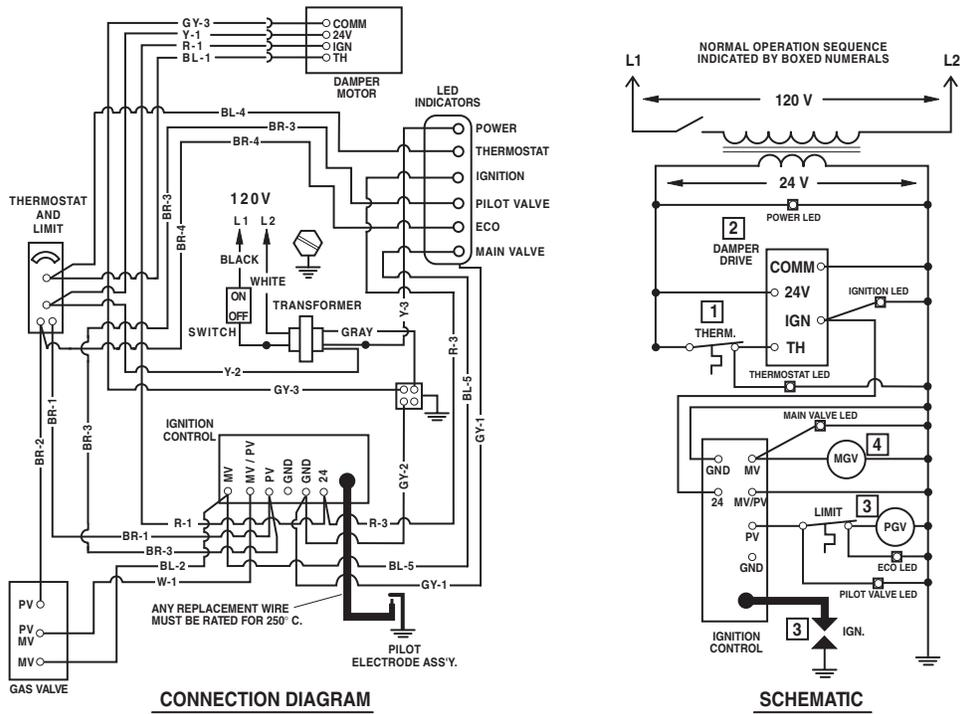 GY-3
Y-1
R-1
BL-1
COMM
24V
IGN
TH
DAMPER
MOTOR
LED
INDICATORS
POWER
THERMOSTAT
IGNITION
PILOT VALVE
ECO
MAIN VALVE
BL-4
BR-3
BR-4
THERMOSTAT
AND
LIMIT
BR-3
BR-4
120V
L1
L2
BLACK
WHITE
ON
OFF
SWITCH
TRANSFORMER
GRAY
Y-3
R-3
Y-2
GY-3
BL-5
GY-1
BR-1
BR-2
BR-3
IGNITION
CONTROL
MV
MV / PV
PV
GND
GND
24
GY-2
R-1
R-3
BR-1
BR-3
BL-2
BL-5
W-1
GY-1
ANY REPLACEMENT WIRE
MUST BE RATED FOR 250° C.
PILOT
ELECTRODE ASS'Y.
PV
PV
MV
MV
GAS VALVE
CONNECTION DIAGRAM
NORMAL OPERATION SEQUENCE
INDICATED BY BOXED NUMERALS
L1
L2
120 V
24 V
POWER LED
2
DAMPER
DRIVE
COMM
24V
IGN
TH
IGNITION LED
1
THERM.
THERMOSTAT LED
MAIN VALVE LED
GND
MV
MGV
4
24
MV/PV
PV
LIMIT
3
PGV
GND
ECO LED
PILOT VALVE LED
IGNITION
CONTROL
3
IGN.
SCHEMATIC